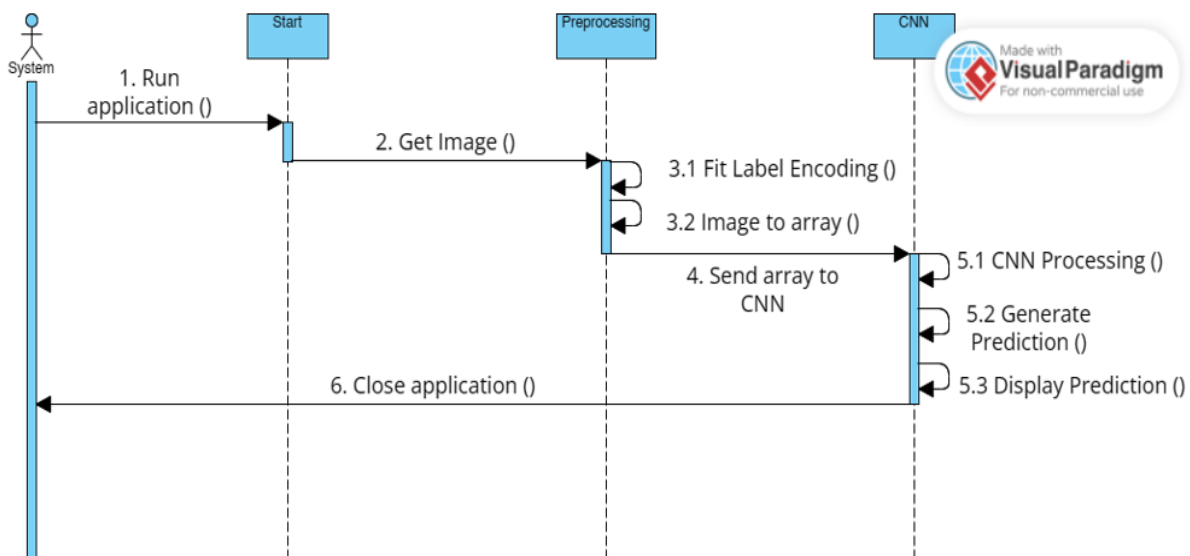 Start
Preprocessing
CNN
System
Made with
Visual Paradigm
For non-commercial use
1. Run
application ()
2. Get Image ()
3.1 Fit Label Encoding ()
3.2 Image to array ()
4. Send array to
CNN
5.1 CNN Processing ()
5.2 Generate
Prediction ()
5.3 Display Prediction ()
6. Close application ()